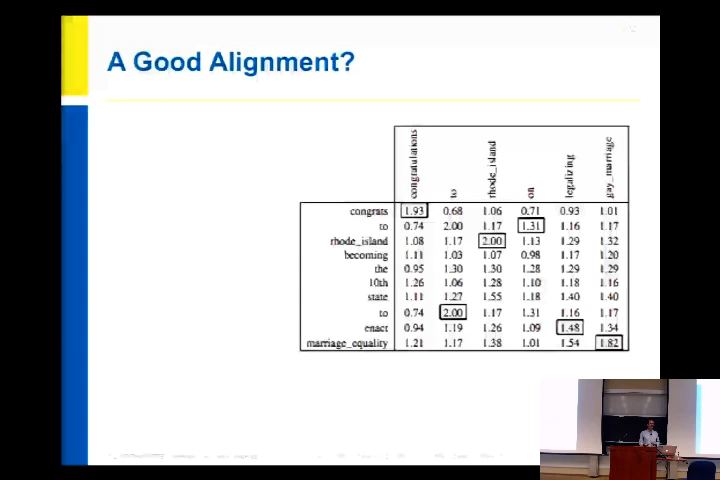 A Good Alignment?
congratulations to rhode_island on legalizing gay_marriage
congrats 1.93 0.68 1.06 0.71 0.93 1.01
to 0.74 2.00 1.17 1.31 1.16 1.17
rhode_island 1.08 1.17 2.00 1.13 1.29 1.32
becoming 1.11 1.03 1.07 0.98 1.17 1.20
the 0.95 1.30 1.30 1.28 1.29 1.29
10th 1.26 1.06 1.28 1.10 1.18 1.16
state 1.11 1.27 1.55 1.18 1.40 1.40
to 0.74 2.00 1.17 1.31 1.16 1.17
enact 0.94 1.19 1.26 1.09 1.48 1.34
marriage_equality 1.21 1.17 1.38 1.01 1.54 1.82